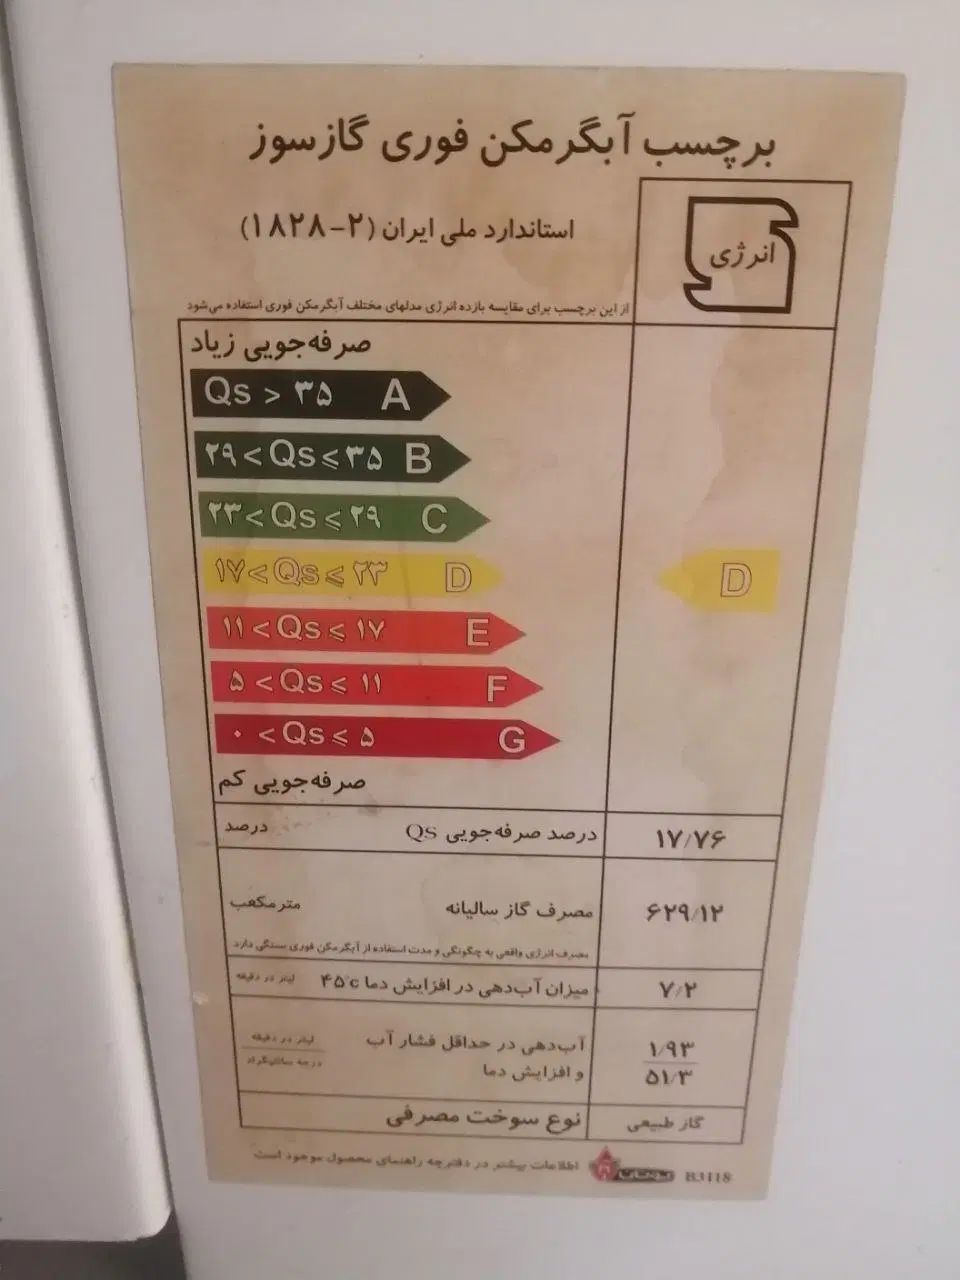 برچسب آبگرمکن فوری گازسوز
انرژی
استاندارد ملی ایران (۲-۱۸۲۸)
از این برچسب برای مقایسه بازده انرژی مدلهای مختلف آبگرمکن فوری استفاده می‌شود
صرفه‌جویی زیاد
Qs > ۳۵ A
۲۹ < Qs ⩽ ۳۵ B
۲۳ < Qs ⩽ ۲۹ C
۱۷ < Qs ⩽ ۲۳ D
D
۱۱ < Qs ⩽ ۱۷ E
۵ < Qs ⩽ ۱۱ F
۰ < Qs ⩽ ۵ G
صرفه‌جویی کم
۱۷/۷۶ درصد صرفه‌جویی QS درصد
۶۲۹/۱۲ مصرف گاز سالیانه مترمکعب
مصرف انرژی واقعی به چگونگی و مدت استفاده از آبگرمکن فوری بستگی دارد
۷/۲ میزان آب‌دهی در افزایش دما ۴۵°c لیتر در دقیقه
۱/۹۳ آب‌دهی در حداقل فشار آب لیتر در دقیقه
۵۱/۳ و افزایش دما درجه سانتیگراد
گاز طبیعی نوع سوخت مصرفی
B3118 بوتان اطلاعات بیشتر در دفترچه راهنمای محصول موجود است